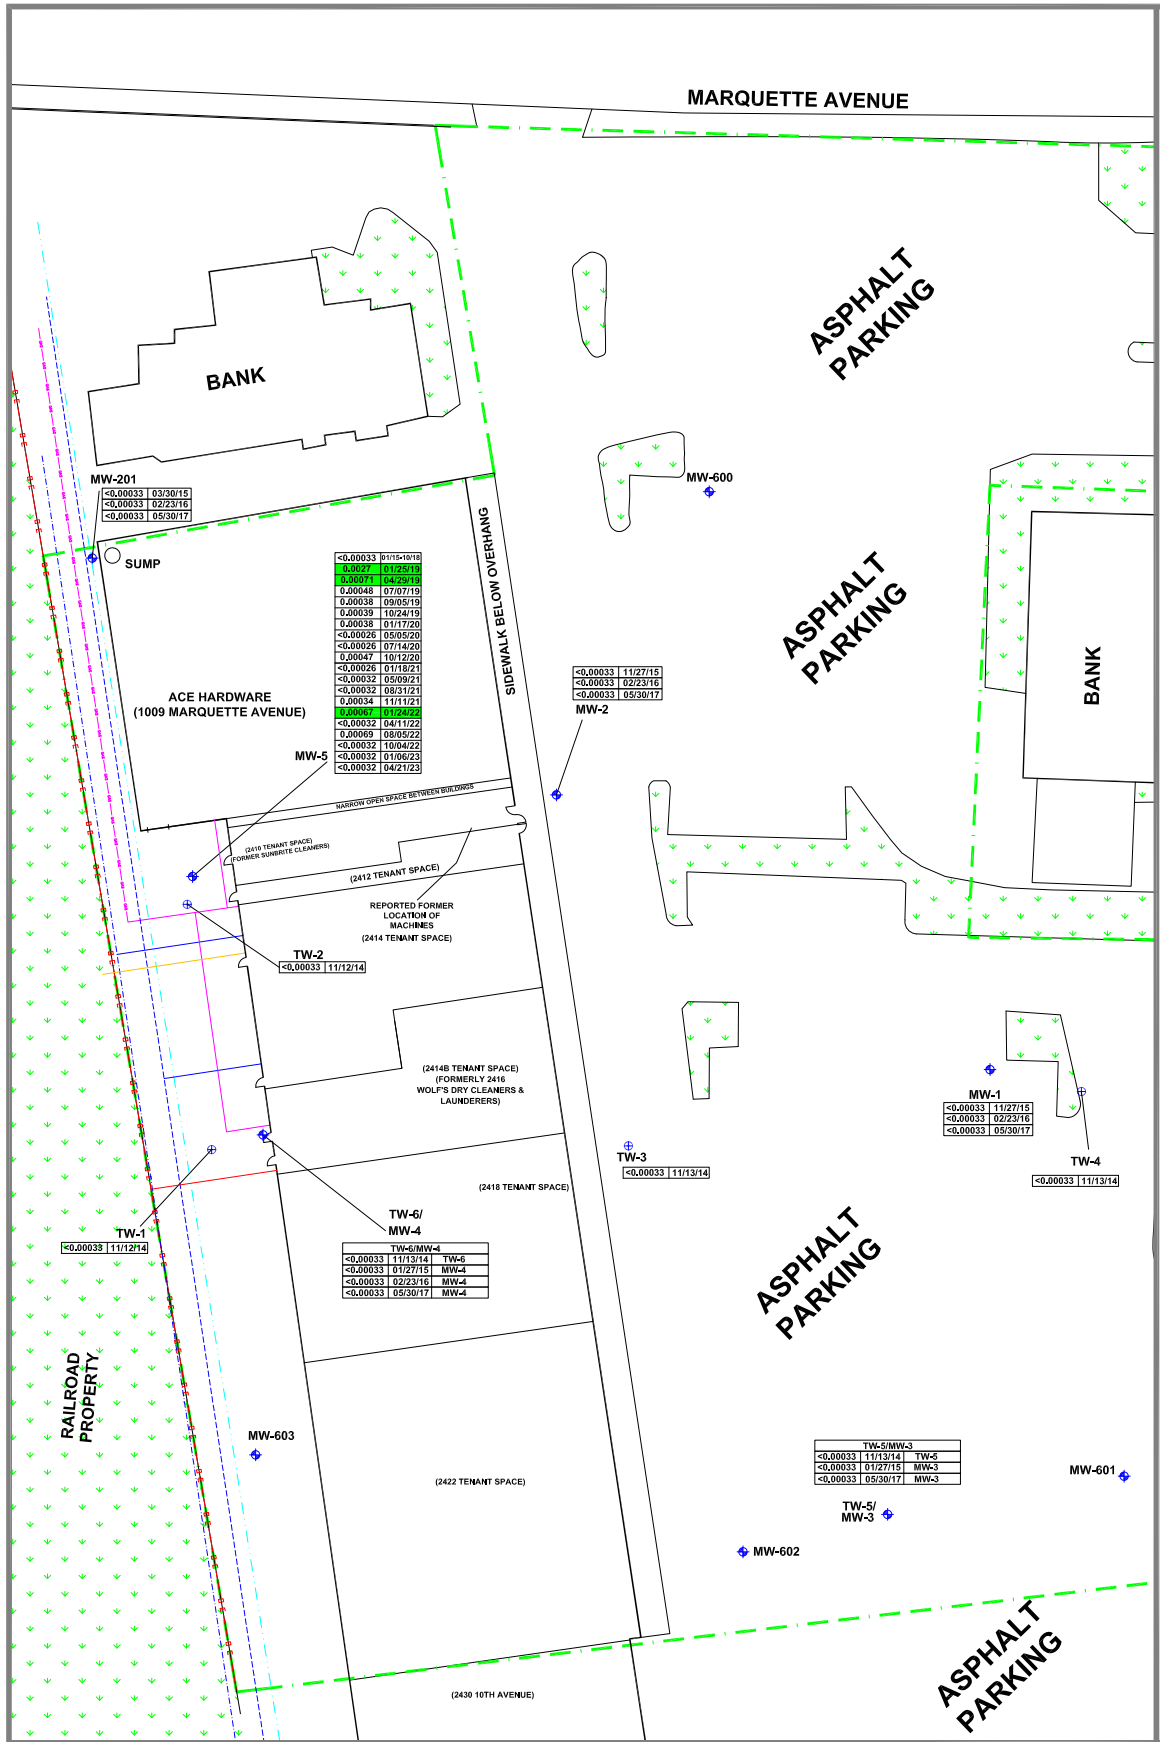 MARQUETTE AVENUE
ASPHALT
PARKING
BANK
MW-201
<0.00033 03/30/15
<0.00033 02/23/16
<0.00033 05/30/17
SUMP
MW-600
SIDEWALK BELOW OVERHANG
<0.00033 01/15-10/18
0.0027 01/25/19
0.00071 04/29/19
0.00048 07/07/19
0.00038 09/05/19
0.00039 10/24/19
0.00038 01/17/20
<0.00026 05/05/20
<0.00026 07/14/20
0.00047 10/12/20
<0.00026 01/18/21
<0.00032 05/09/21
<0.00032 08/31/21
0.00034 11/11/21
0.00067 01/24/22
<0.00032 04/11/22
0.00069 08/05/22
<0.00032 10/04/22
<0.00032 01/06/23
<0.00032 04/21/23
MW-5
ACE HARDWARE
(1009 MARQUETTE AVENUE)
ASPHALT
PARKING
BANK
<0.00033 11/27/15
<0.00033 02/23/16
<0.00033 05/30/17
MW-2
NARROW OPEN SPACE BETWEEN BUILDINGS
(2410 TENANT SPACE)
(FORMER SUNBRITE CLEANERS)
(2412 TENANT SPACE)
REPORTED FORMER
LOCATION OF
MACHINES
(2414 TENANT SPACE)
TW-2
<0.00033 11/12/14
(2414B TENANT SPACE)
(FORMERLY 2416
WOLF'S DRY CLEANERS &
LAUNDERERS)
MW-1
<0.00033 11/27/15
<0.00033 02/23/16
<0.00033 05/30/17
TW-3
<0.00033 11/13/14
TW-4
<0.00033 11/13/14
(2418 TENANT SPACE)
TW-1
<0.00033 11/12/14
TW-6/
MW-4
TW-6/MW-4
<0.00033 11/13/14 TW-6
<0.00033 01/27/15 MW-4
<0.00033 02/23/16 MW-4
<0.00033 05/30/17 MW-4
ASPHALT
PARKING
RAILROAD
PROPERTY
MW-603
(2422 TENANT SPACE)
TW-5/MW-3
<0.00033 11/13/14 TW-5
<0.00033 01/27/15 MW-3
<0.00033 05/30/17 MW-3
TW-5/
MW-3
MW-601
MW-602
ASPHALT
PARKING
(2430 10TH AVENUE)